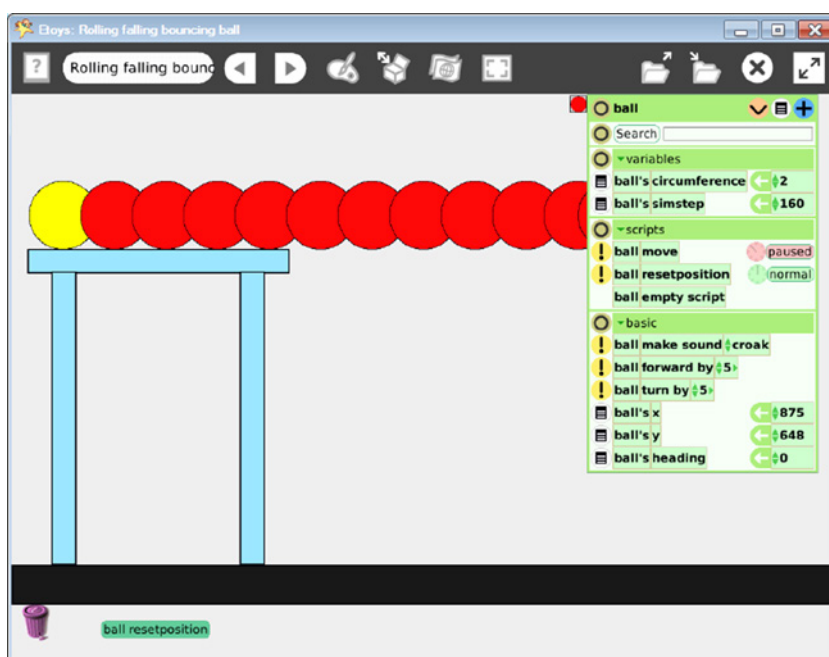 Etoys: Rolling falling bouncing ball
?
Rolling falling bounc
ball
Search
variables
ball's circumference 2
ball's simstep 160
scripts
! ball move paused
! ball resetposition normal
ball empty script
basic
! ball make sound croak
! ball forward by 5
! ball turn by 5
ball's x 875
ball's y 648
ball's heading 0
ball resetposition